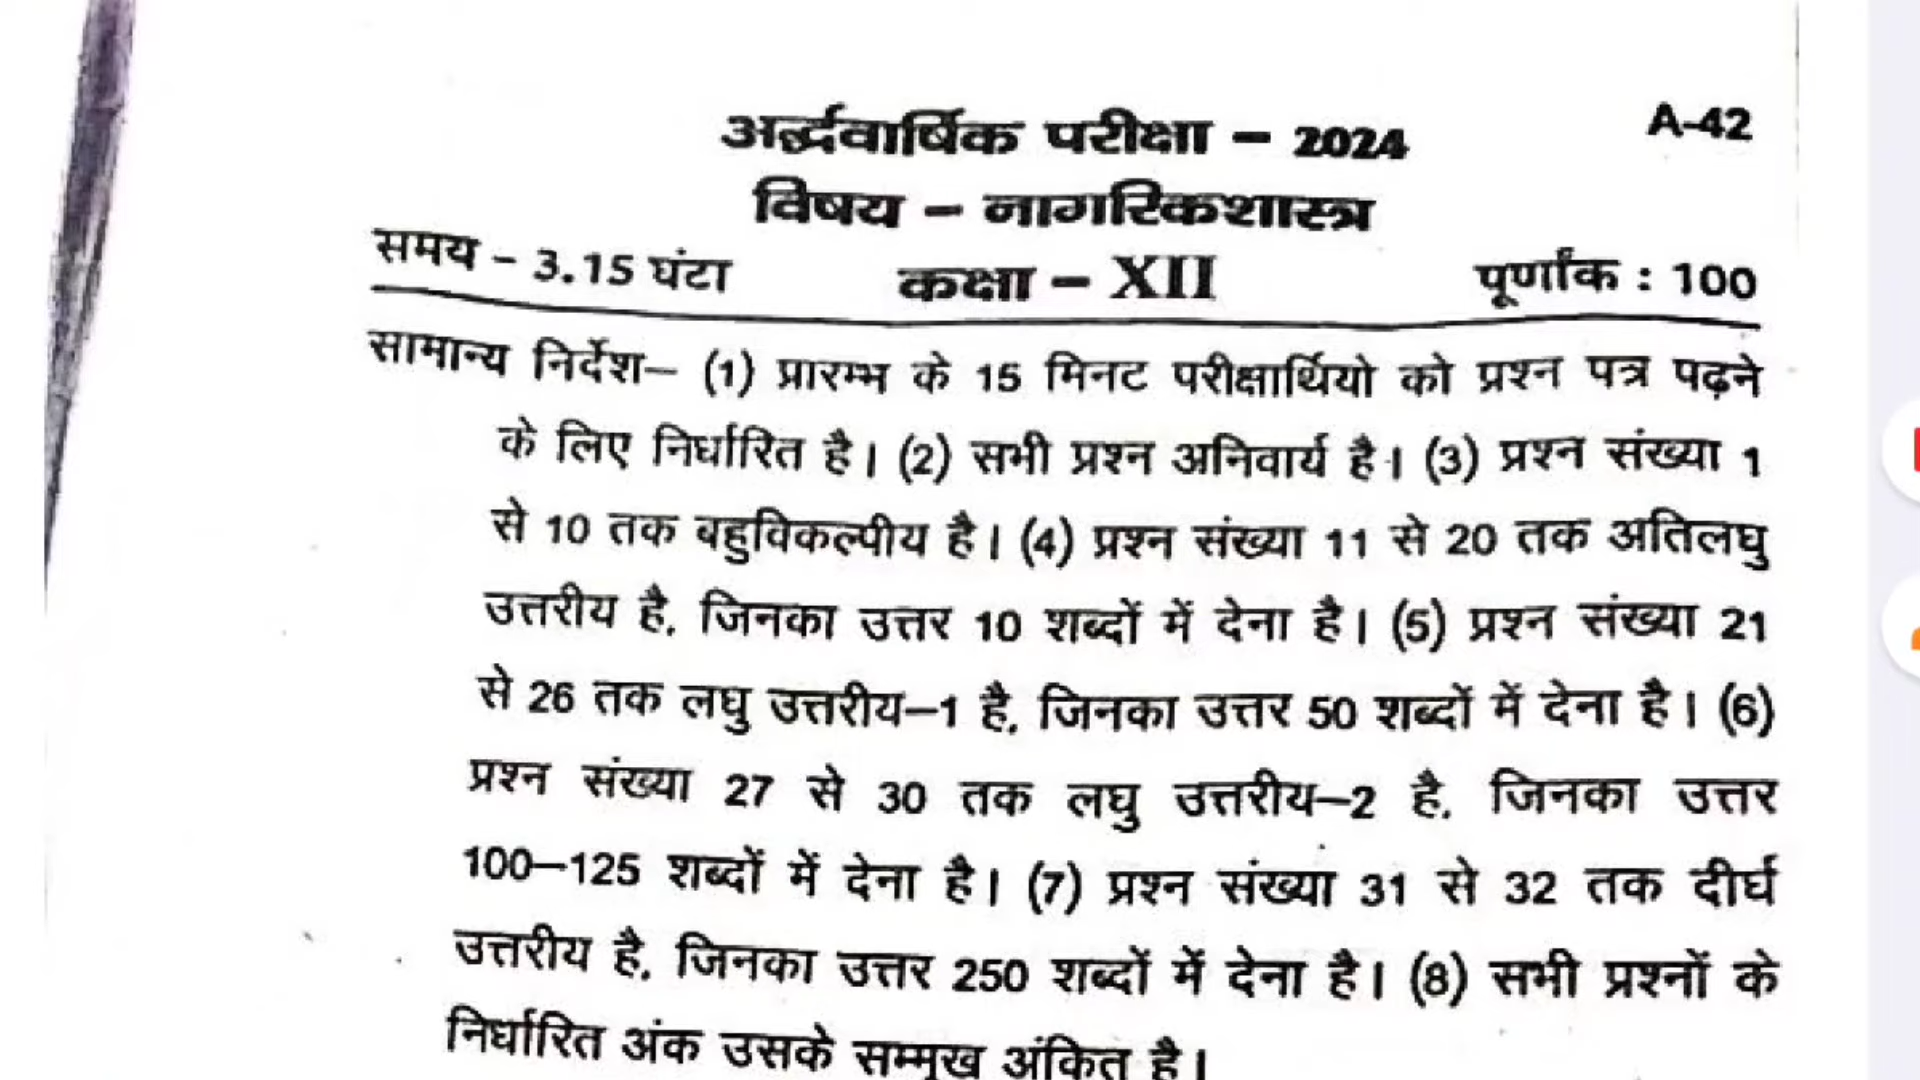 A-42
अर्द्धवार्षिक परीक्षा - 2024
विषय - नागरिकशास्त्र
समय - 3.15 घंटा कक्षा - XII पूर्णांक : 100
सामान्य निर्देश– (1) प्रारम्भ के 15 मिनट परीक्षार्थियो को प्रश्न पत्र पढ़ने
के लिए निर्धारित है। (2) सभी प्रश्न अनिवार्य है। (3) प्रश्न संख्या 1
से 10 तक बहुविकल्पीय है। (4) प्रश्न संख्या 11 से 20 तक अतिलघु
उत्तरीय है, जिनका उत्तर 10 शब्दों में देना है। (5) प्रश्न संख्या 21
से 26 तक लघु उत्तरीय–1 है, जिनका उत्तर 50 शब्दों में देना है। (6)
प्रश्न संख्या 27 से 30 तक लघु उत्तरीय–2 है, जिनका उत्तर
100–125 शब्दों में देना है। (7) प्रश्न संख्या 31 से 32 तक दीर्घ
उत्तरीय है, जिनका उत्तर 250 शब्दों में देना है। (8) सभी प्रश्नों के
निर्धारित अंक उसके सम्मुख अंकित है।